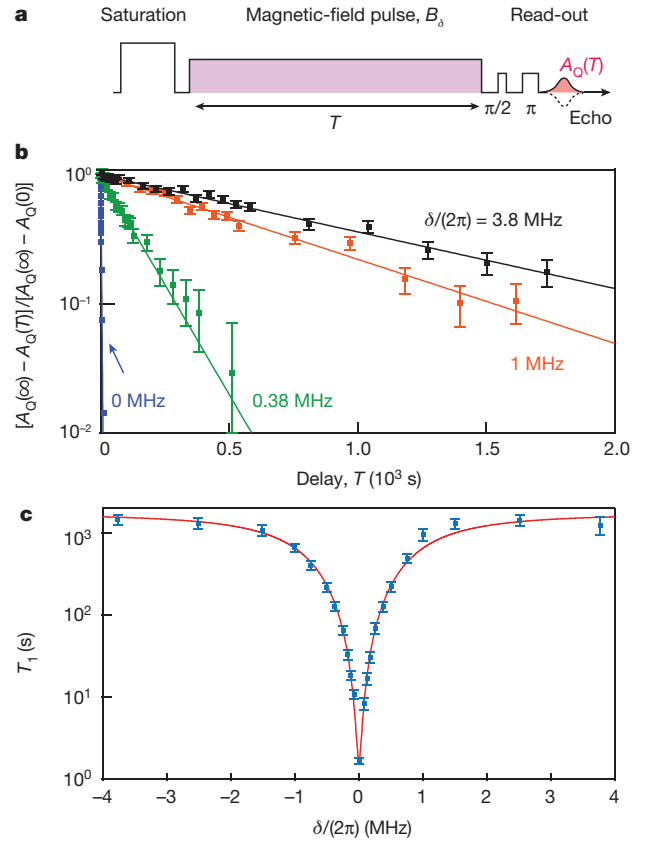 a
Saturation Magnetic-field pulse, B_δ Read-out
A_Q(T)
T π/2 π Echo
b
[A_Q(∞) − A_Q(T)]/[A_Q(∞) − A_Q(0)]
10^0
10^−1
10^−2
δ/(2π) = 3.8 MHz
1 MHz
0 MHz
0.38 MHz
0 0.5 1.0 1.5 2.0
Delay, T (10^3 s)
c
T_1 (s)
10^3
10^2
10^1
10^0
−4 −3 −2 −1 0 1 2 3 4
δ/(2π) (MHz)